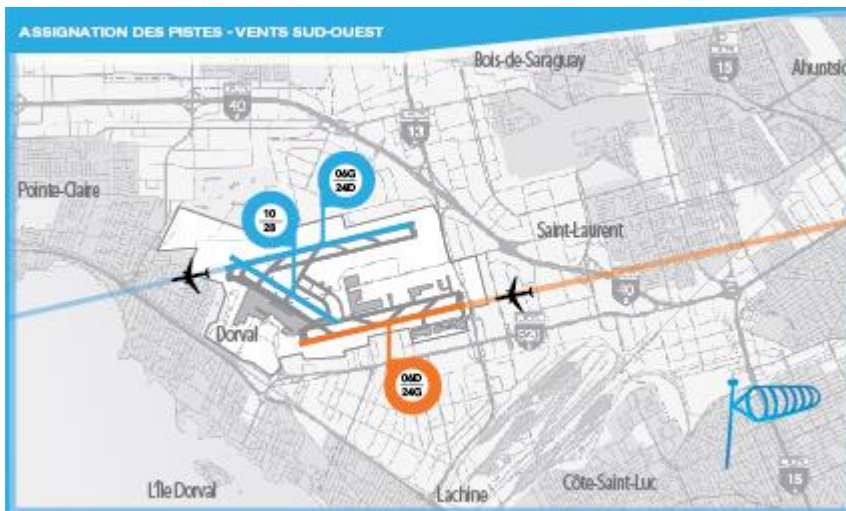 ASSIGNATION DES PISTES - VENTS SUD-OUEST
Bois-de-Saraguay
15
Ahuntsic
40
13
Pointe-Claire
06G
24D
10
28
Saint-Laurent
40
520
Dorval
06D
24G
L'Île Dorval
Lachine
Côte-Saint-Luc
15